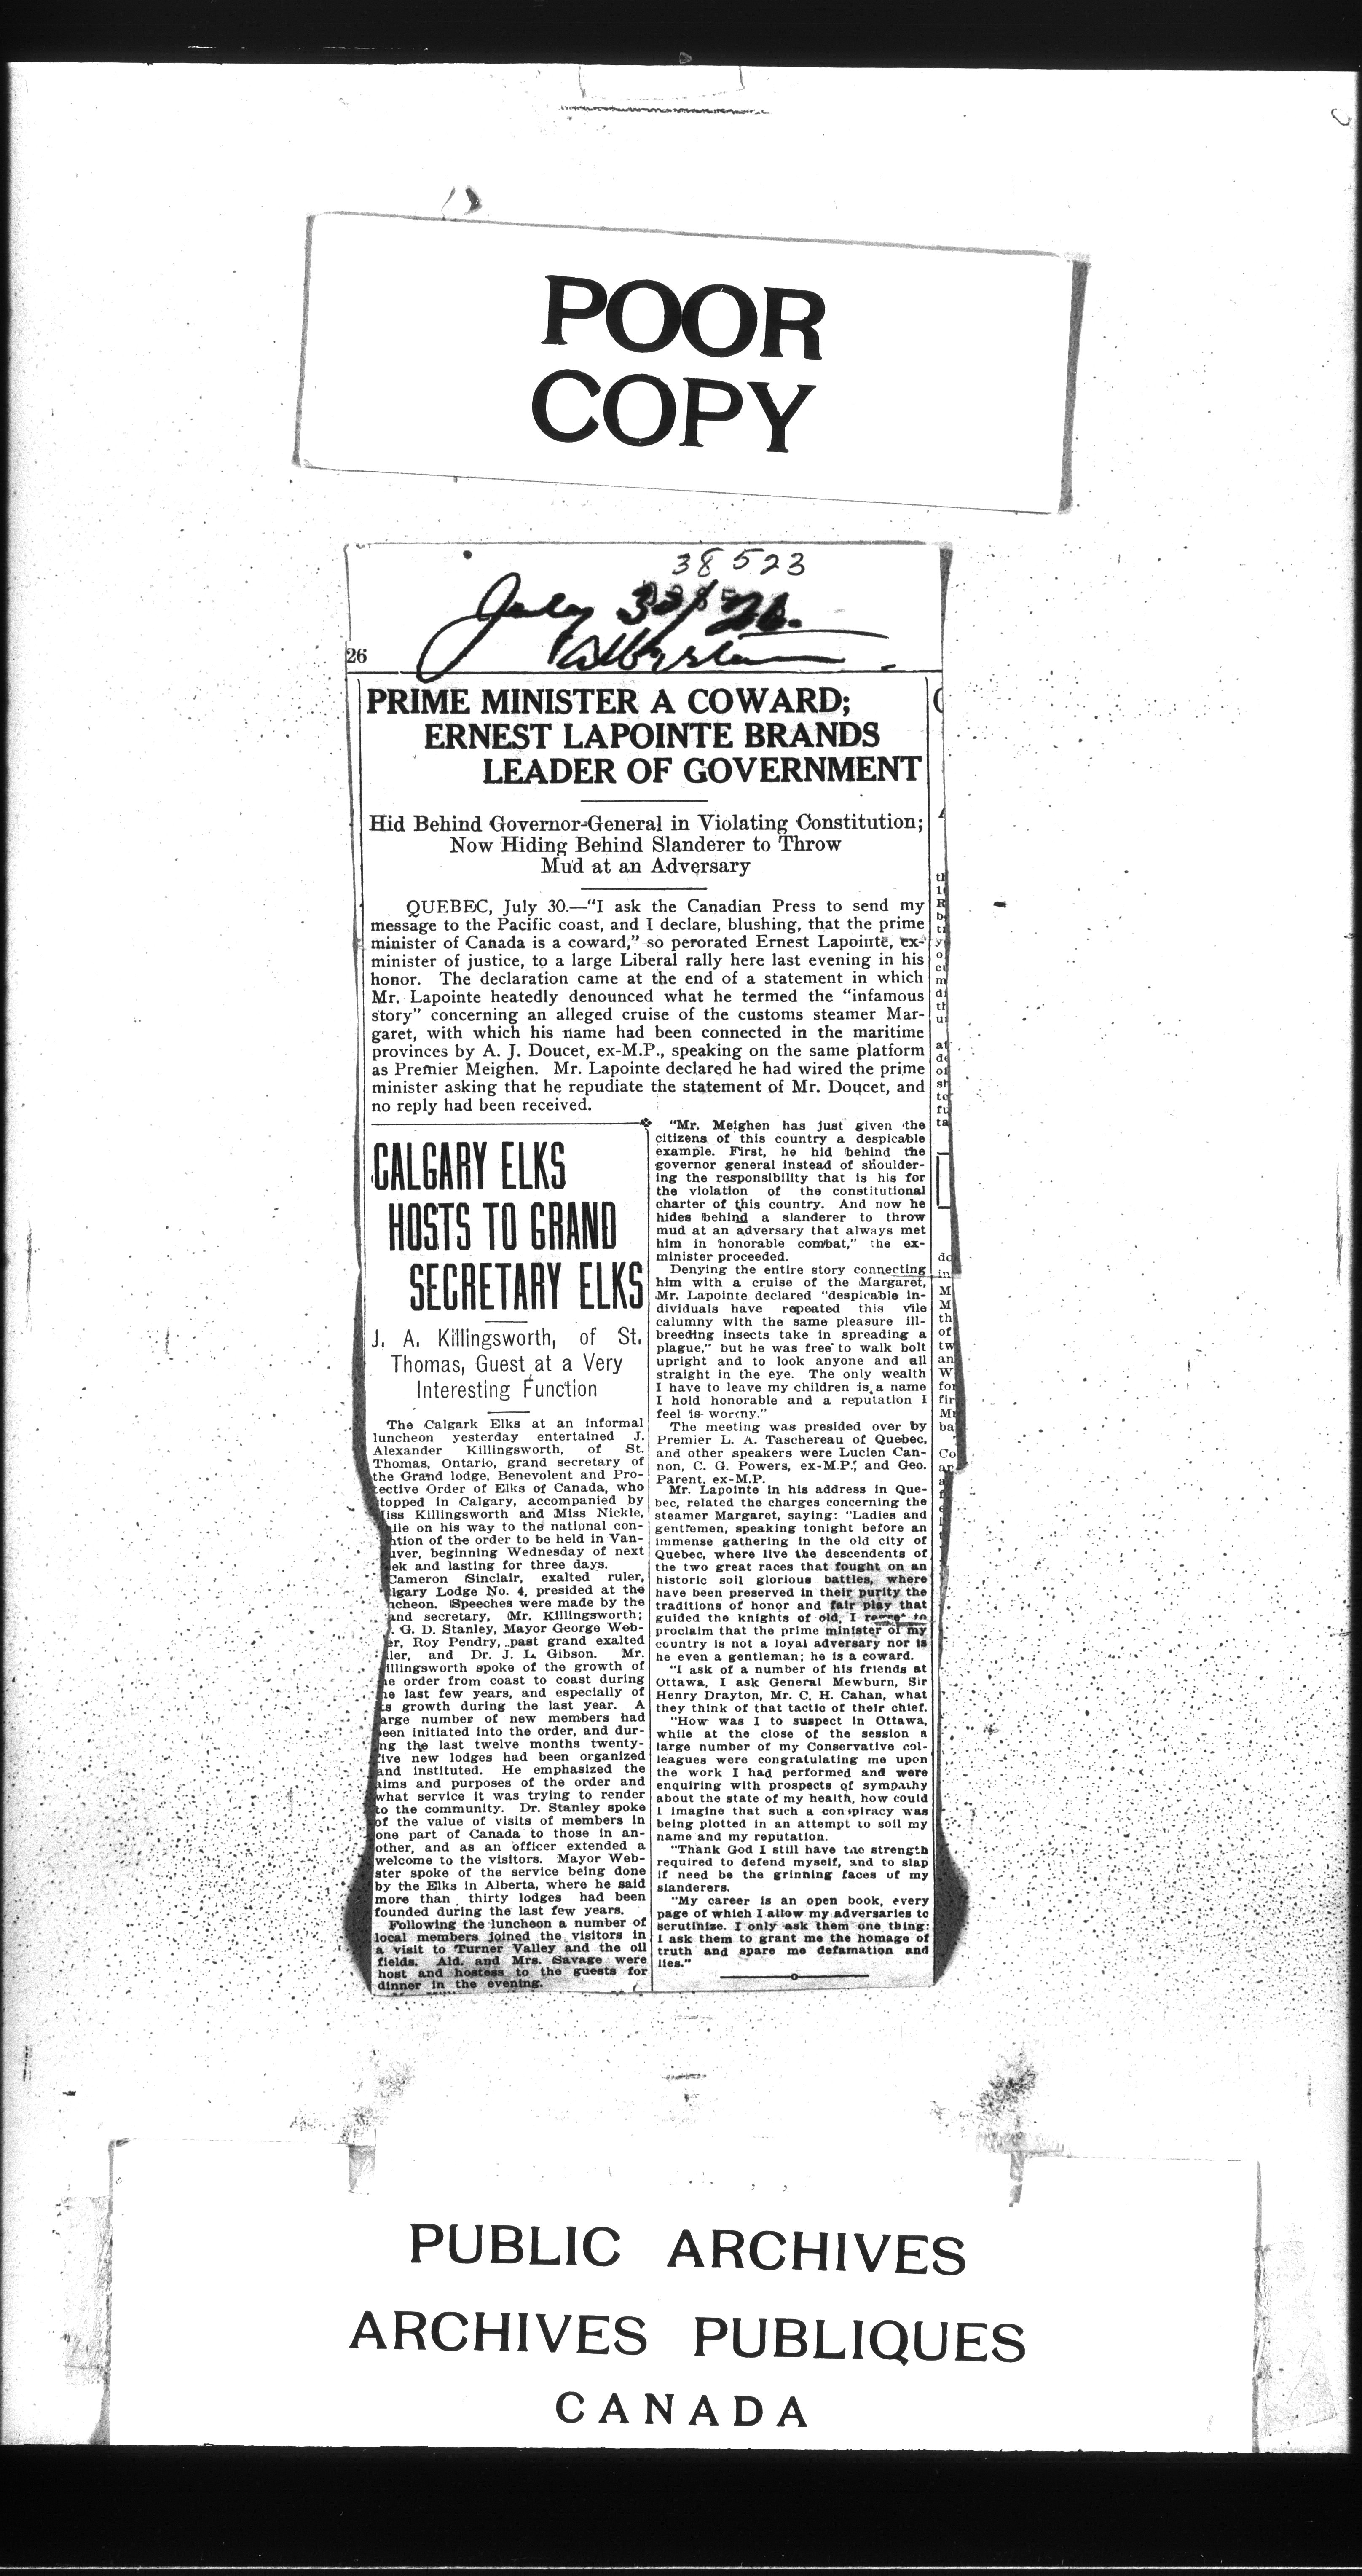 POOR
COPY
38523
July 30/26.
26
PRIME MINISTER A COWARD;
ERNEST LAPOINTE BRANDS
LEADER OF GOVERNMENT
Hid Behind Governor-General in Violating Constitution;
Now Hiding Behind Slanderer to Throw
Mud at an Adversary
QUEBEC, July 30.—"I ask the Canadian Press to send my
message to the Pacific coast, and I declare, blushing, that the prime
minister of Canada is a coward," so perorated Ernest Lapointe, ex-
minister of justice, to a large Liberal rally here last evening in his
honor. The declaration came at the end of a statement in which
Mr. Lapointe heatedly denounced what he termed the "infamous
story" concerning an alleged cruise of the customs steamer Mar-
garet, with which his name had been connected in the maritime
provinces by A. J. Doucet, ex-M.P., speaking on the same platform
as Premier Meighen. Mr. Lapointe declared he had wired the prime
minister asking that he repudiate the statement of Mr. Doucet, and
no reply had been received.
CALGARY ELKS
HOSTS TO GRAND
SECRETARY ELKS
J. A. Killingsworth, of St.
Thomas, Guest at a Very
Interesting Function
The Calgark Elks at an informal
luncheon yesterday entertained J.
Alexander Killingsworth, of St.
Thomas, Ontario, grand secretary of
the Grand lodge, Benevolent and Pro-
tective Order of Elks of Canada, who
topped in Calgary, accompanied by
iss Killingsworth and Miss Nickle,
ile on his way to the national con-
ntion of the order to be held in Van-
uver, beginning Wednesday of next
ek and lasting for three days.
Cameron Sinclair, exalted ruler,
lgary Lodge No. 4, presided at the
ncheon. Speeches were made by the
and secretary, Mr. Killingsworth;
. G. D. Stanley, Mayor George Web-
er, Roy Pendry, past grand exalted
ler, and Dr. J. L. Gibson. Mr.
illingsworth spoke of the growth of
e order from coast to coast during
he last few years, and especially of
s growth during the last year. A
arge number of new members had
een initiated into the order, and dur-
ng the last twelve months twenty-
ive new lodges had been organized
and instituted. He emphasized the
aims and purposes of the order and
what service it was trying to render
to the community. Dr. Stanley spoke
of the value of visits of members in
one part of Canada to those in an-
other, and as an officer extended a
welcome to the visitors. Mayor Web-
ster spoke of the service being done
by the Elks in Alberta, where he said
more than thirty lodges had been
founded during the last few years.
Following the luncheon a number of
local members joined the visitors in
a visit to Turner Valley and the oil
fields. Ald. and Mrs. Savage were
host and hostess to the guests for
dinner in the evening.
"Mr. Meighen has just given the
citizens of this country a despicable
example. First, he hid behind the
governor general instead of shoulder-
ing the responsibility that is his for
the violation of the constitutional
charter of this country. And now he
hides behind a slanderer to throw
mud at an adversary that always met
him in honorable combat," the ex-
minister proceeded.
Denying the entire story connecting
him with a cruise of the Margaret,
Mr. Lapointe declared "despicable in-
dividuals have repeated this vile
calumny with the same pleasure ill-
breeding insects take in spreading a
plague," but he was free to walk bolt
upright and to look anyone and all
straight in the eye. The only wealth
I have to leave my children is a name
I hold honorable and a reputation I
feel is worthy."
The meeting was presided over by
Premier L. A. Taschereau of Quebec,
and other speakers were Lucien Can-
non, C. G. Powers, ex-M.P.; and Geo.
Parent, ex-M.P.
Mr. Lapointe in his address in Que-
bec, related the charges concerning the
steamer Margaret, saying: "Ladies and
gentlemen, speaking tonight before an
immense gathering in the old city of
Quebec, where live the descendents of
the two great races that fought on an
historic soil glorious battles, where
have been preserved in their purity the
traditions of honor and fair play that
guided the knights of old, I regret to
proclaim that the prime minister of my
country is not a loyal adversary nor is
he even a gentleman; he is a coward.
"I ask of a number of his friends at
Ottawa, I ask General Mewburn, Sir
Henry Drayton, Mr. C. H. Cahan, what
they think of that tactic of their chief.
"How was I to suspect in Ottawa,
while at the close of the session a
large number of my Conservative col-
leagues were congratulating me upon
the work I had performed and were
enquiring with prospects of sympathy
about the state of my health, how could
I imagine that such a conspiracy was
being plotted in an attempt to soil my
name and my reputation.
"Thank God I still have the strength
required to defend myself, and to slap
if need be the grinning faces of my
slanderers.
"My career is an open book, every
page of which I allow my adversaries to
scrutinize. I only ask them one thing:
I ask them to grant me the homage of
truth and spare me defamation and
lies."
PUBLIC ARCHIVES
ARCHIVES PUBLIQUES
CANADA